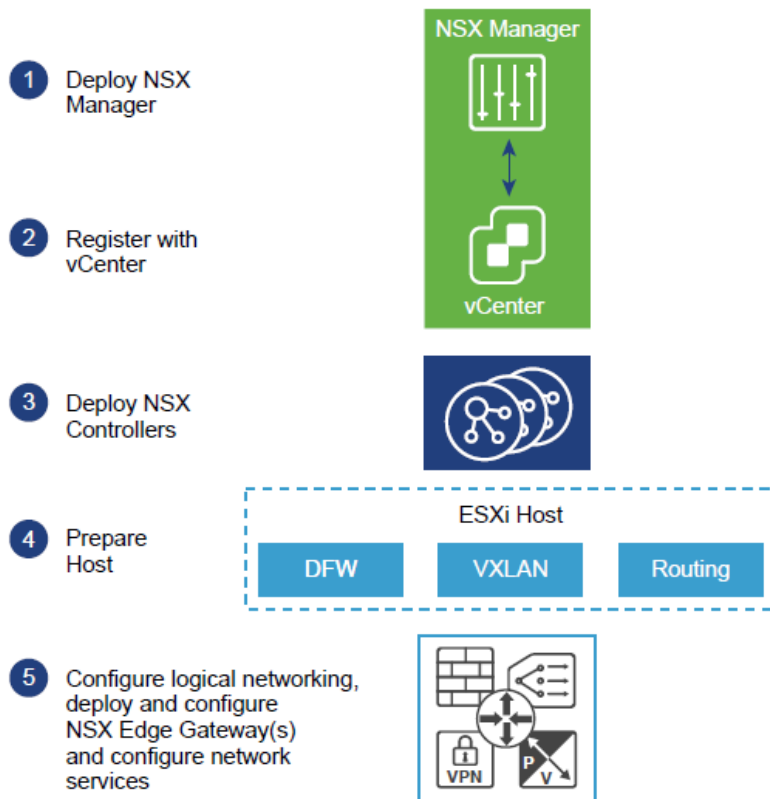 NSX Manager
1 Deploy NSX
Manager
2 Register with
vCenter
vCenter
3 Deploy NSX
Controllers
ESXi Host
4 Prepare
Host
DFW VXLAN Routing
5 Configure logical networking,
deploy and configure
NSX Edge Gateway(s)
and configure network
services
VPN
P
V